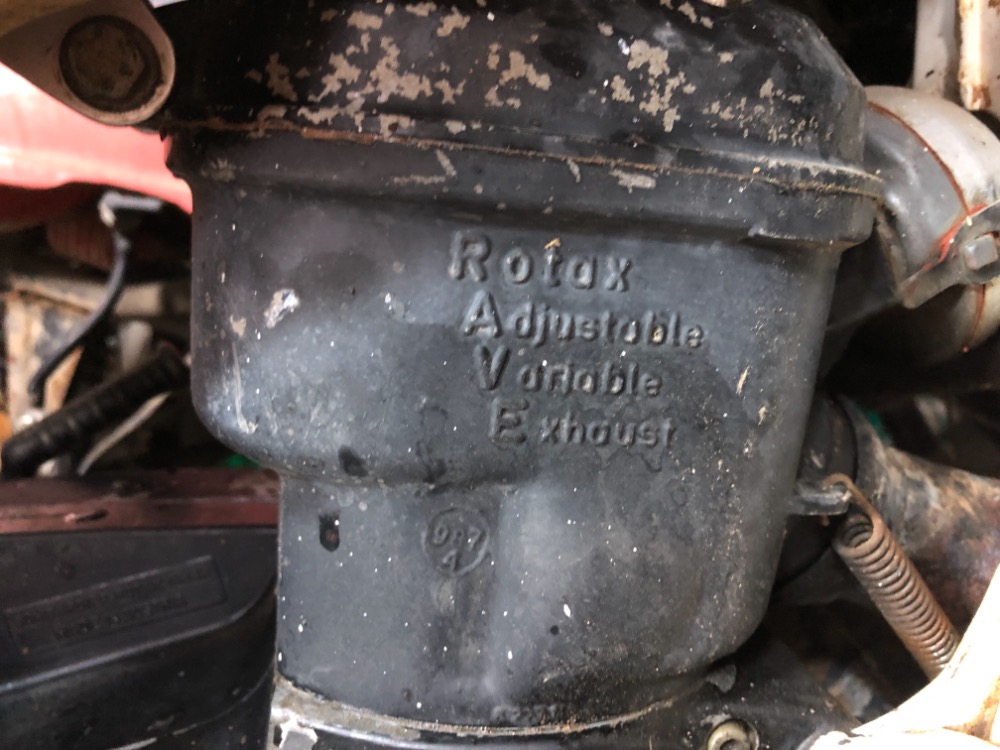 Rotax
Adjustable
Variable
Exhaust